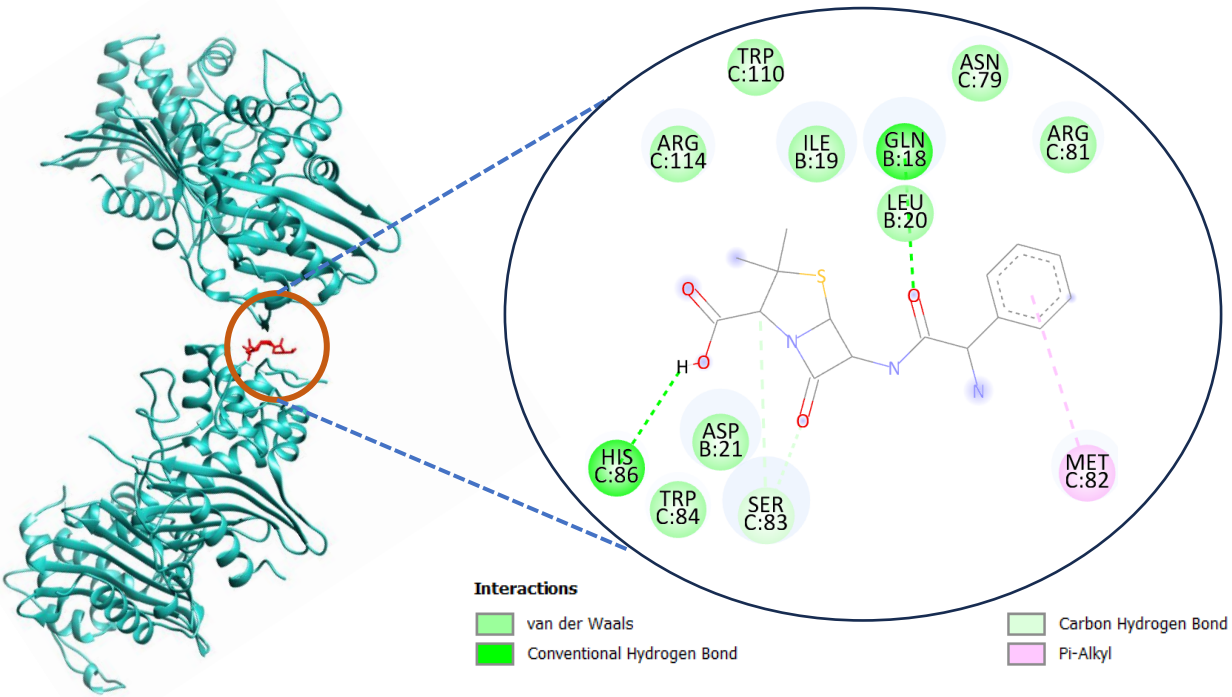 TRP
C:110
ASN
C:79
ARG
C:114
ILE
B:19
GLN
B:18
ARG
C:81
LEU
B:20
S
O
O
N
H
O
N
N
O
ASP
B:21
HIS
C:86
MET
C:82
TRP
C:84
SER
C:83
Interactions
van der Waals
Conventional Hydrogen Bond
Carbon Hydrogen Bond
Pi-Alkyl